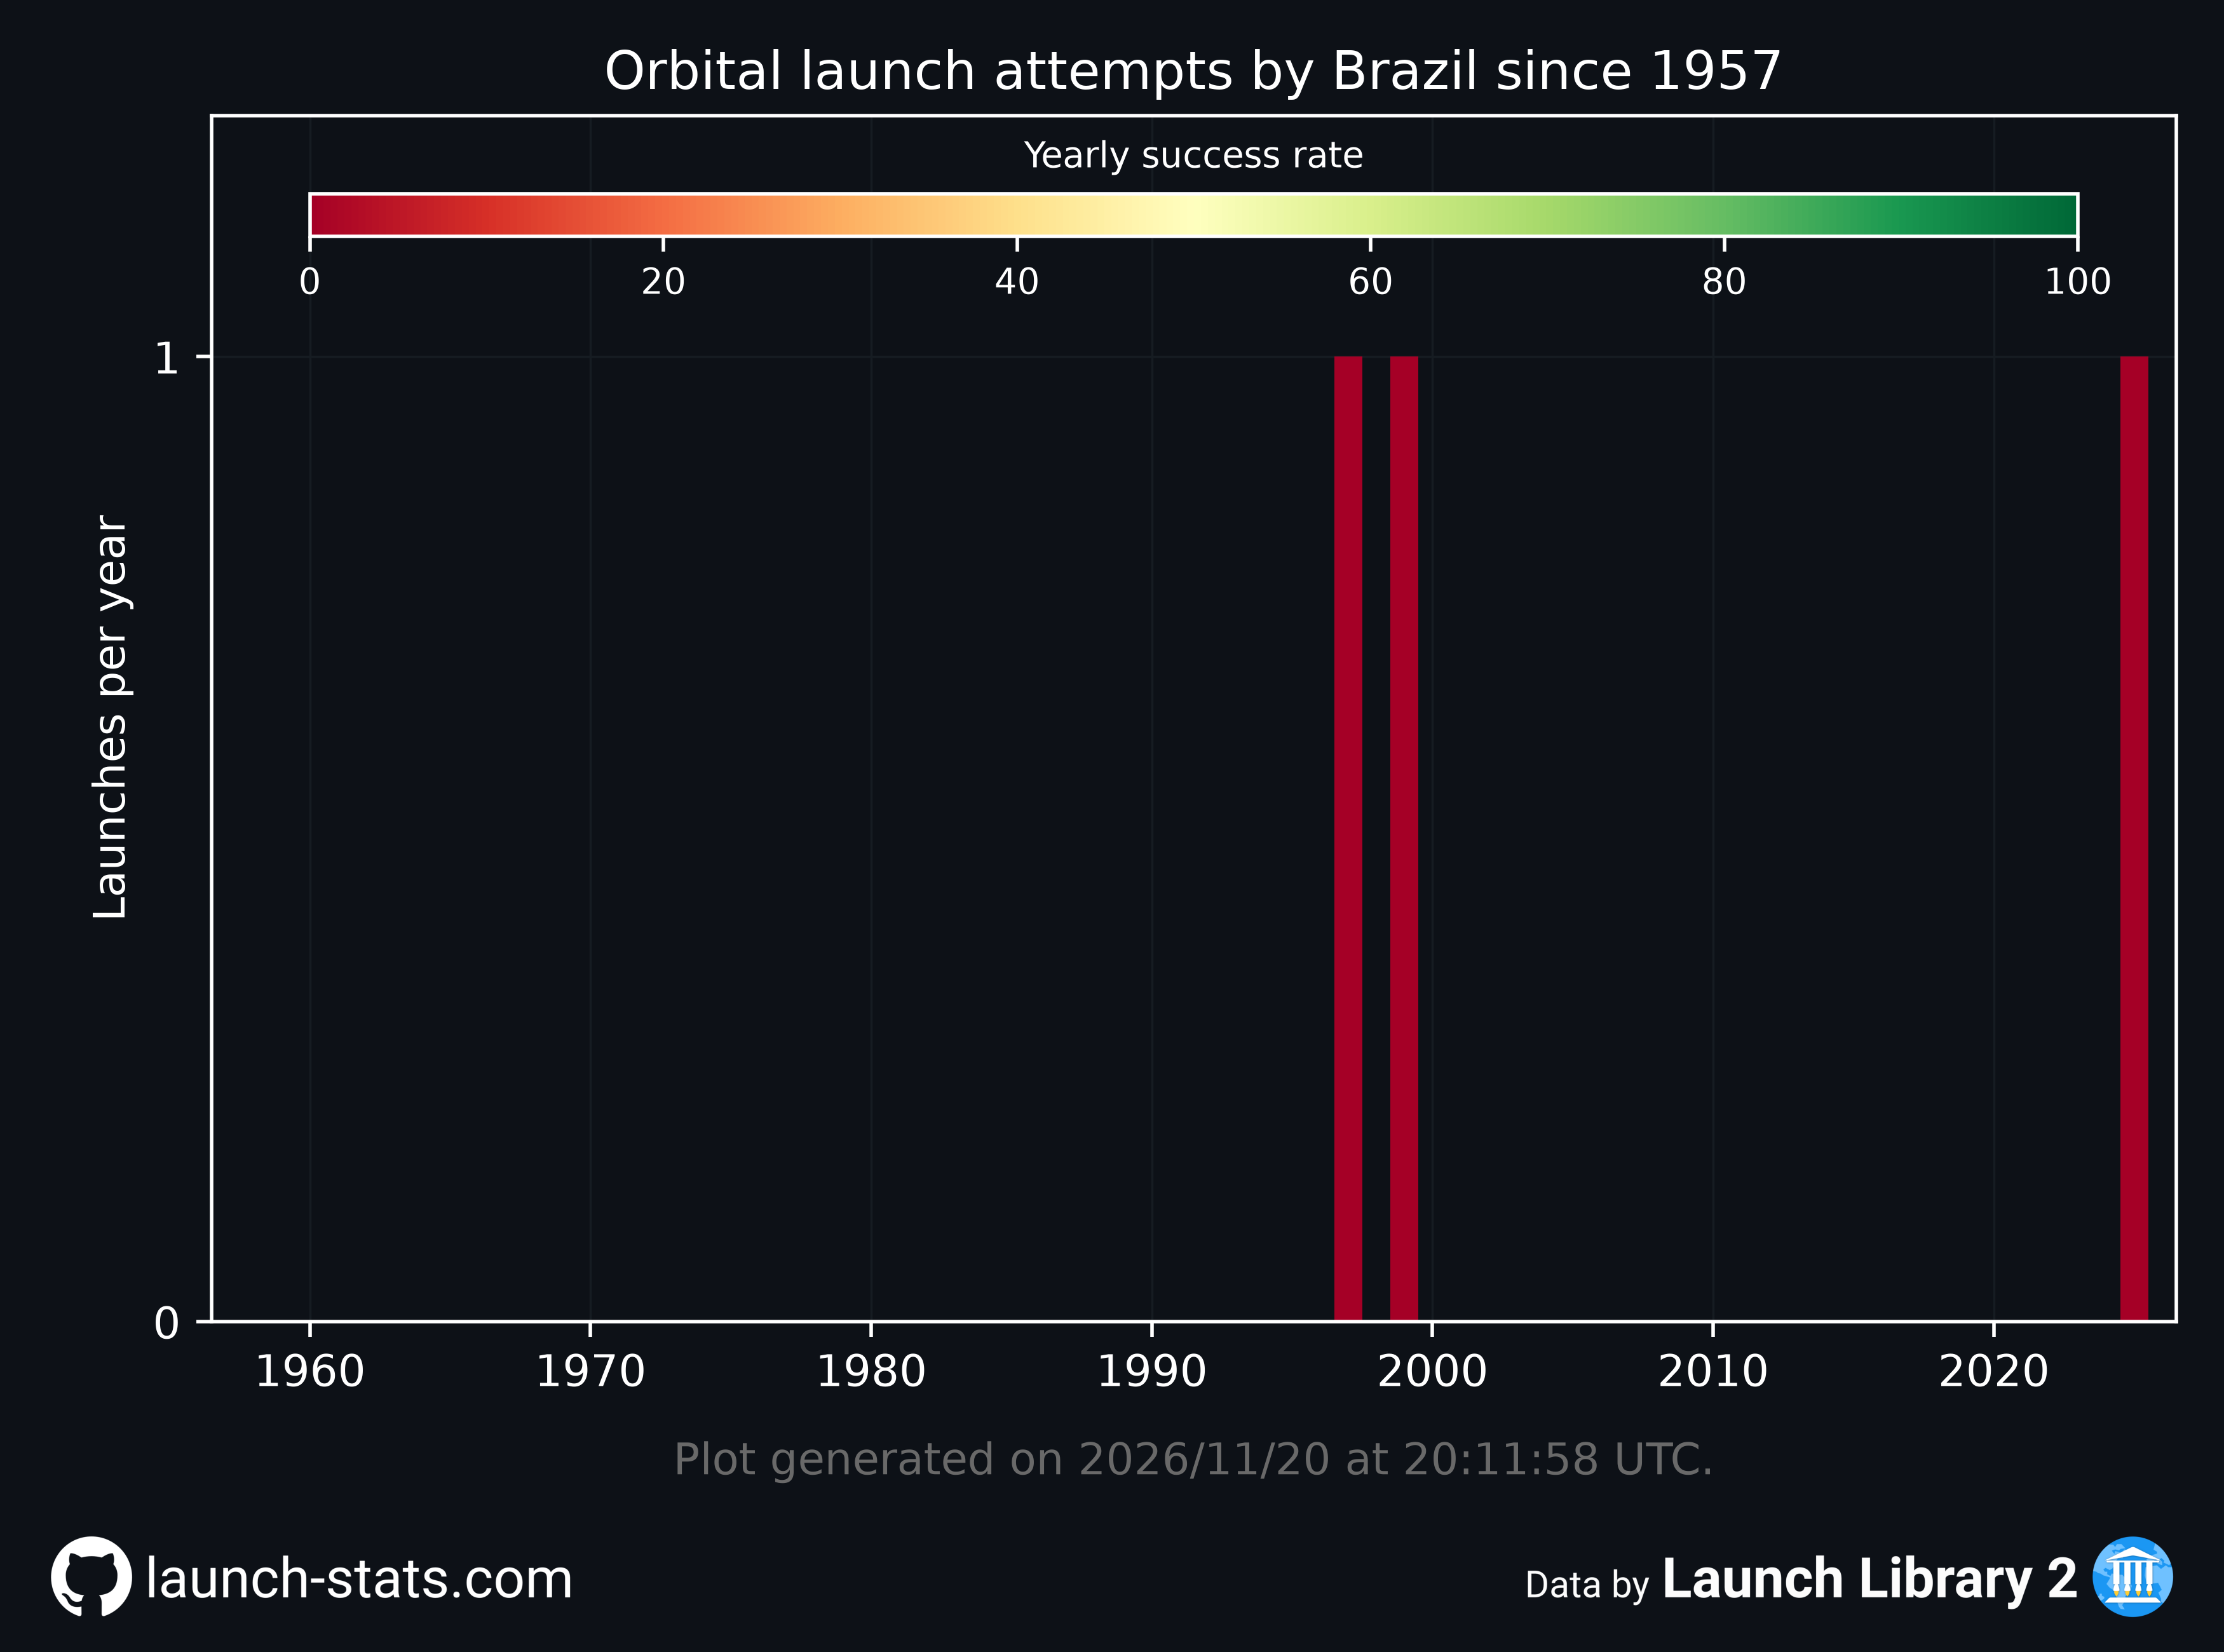 Orbital launch attempts by Brazil since 1957
Yearly success rate
0 20 40 60 80 100
1
0
Launches per year
1960 1970 1980 1990 2000 2010 2020
Plot generated on 2026/11/20 at 20:11:58 UTC.
launch-stats.com
Data by Launch Library 2